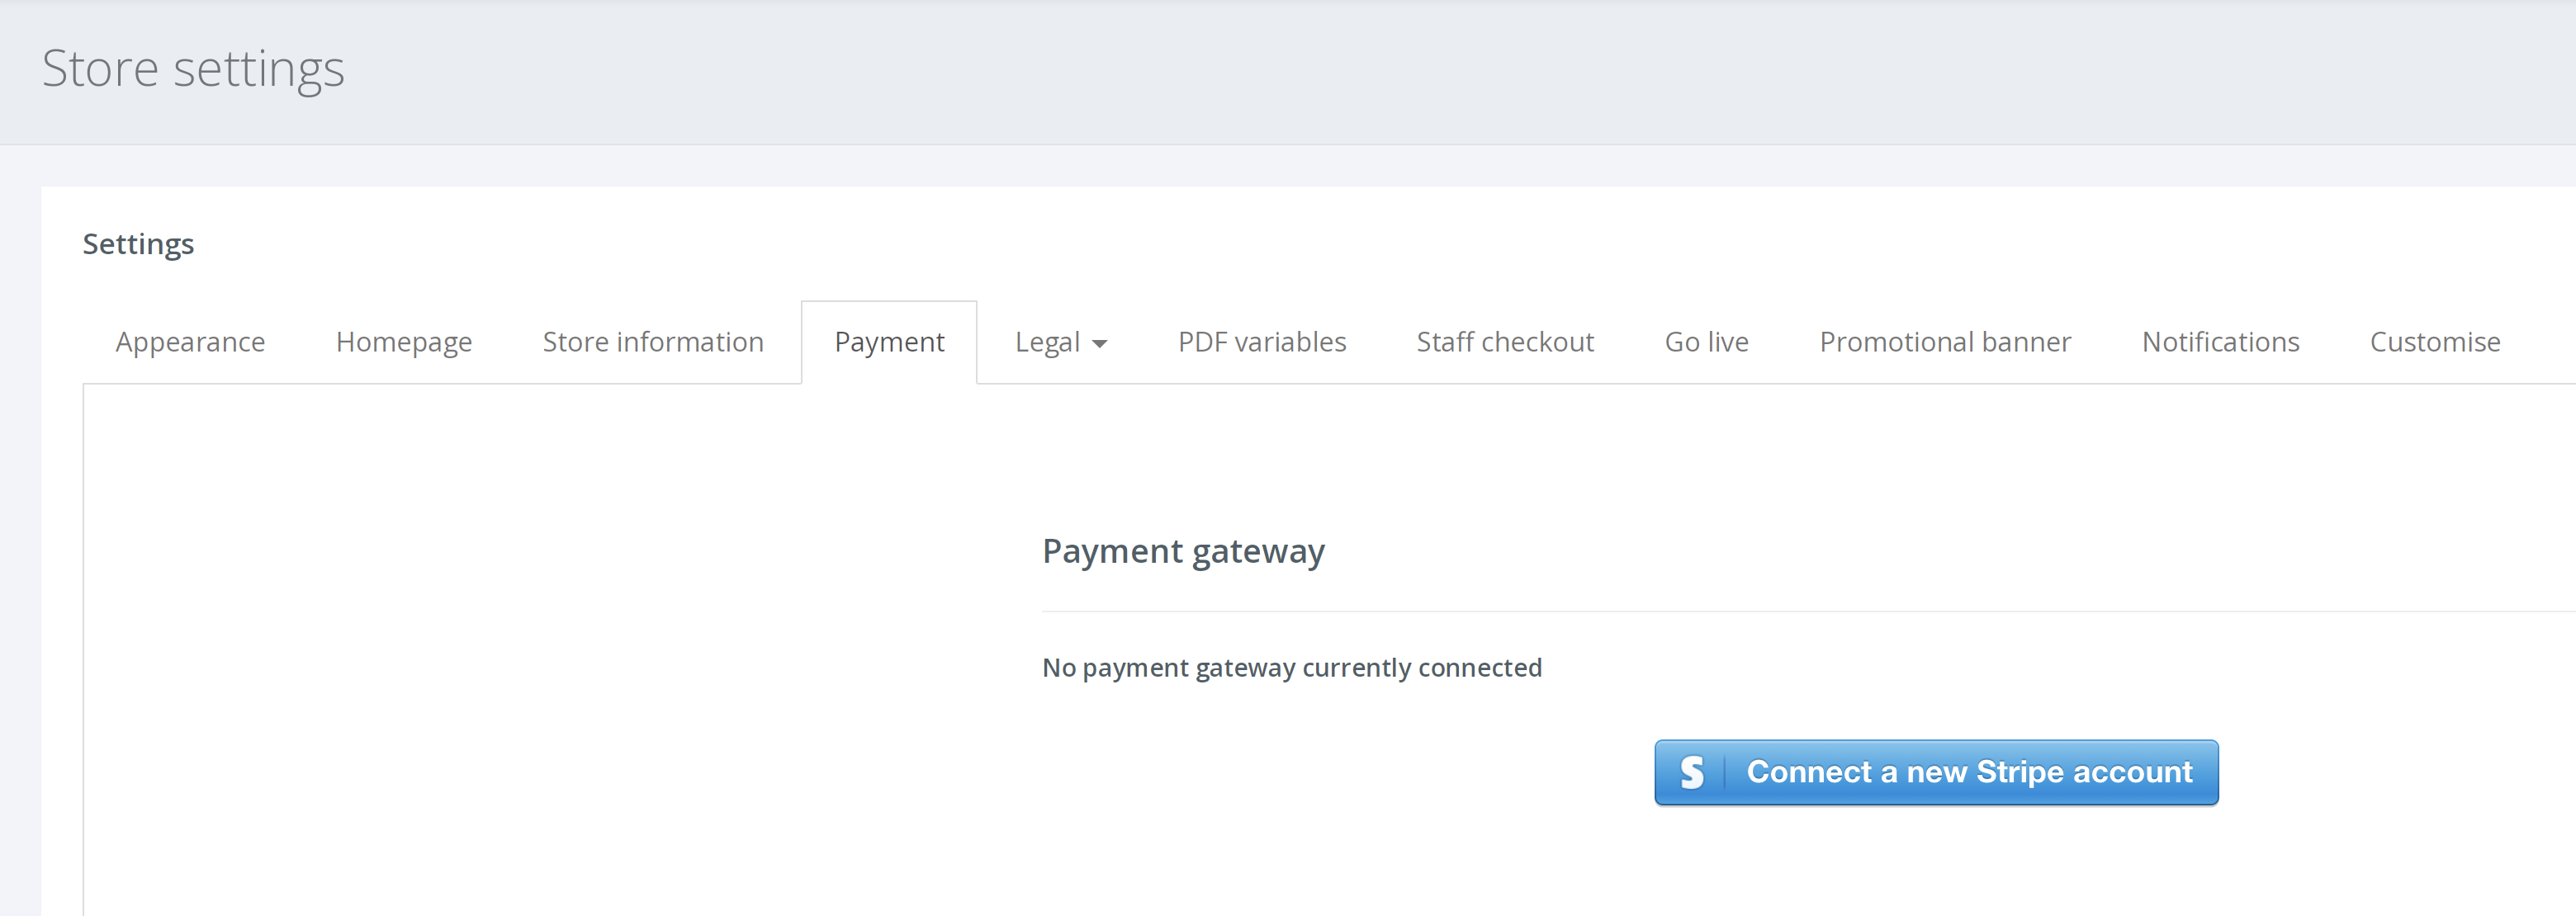 Store settings
Settings
Appearance Homepage Store information Payment Legal PDF variables Staff checkout Go live Promotional banner Notifications Customise
Payment gateway
No payment gateway currently connected
S Connect a new Stripe account